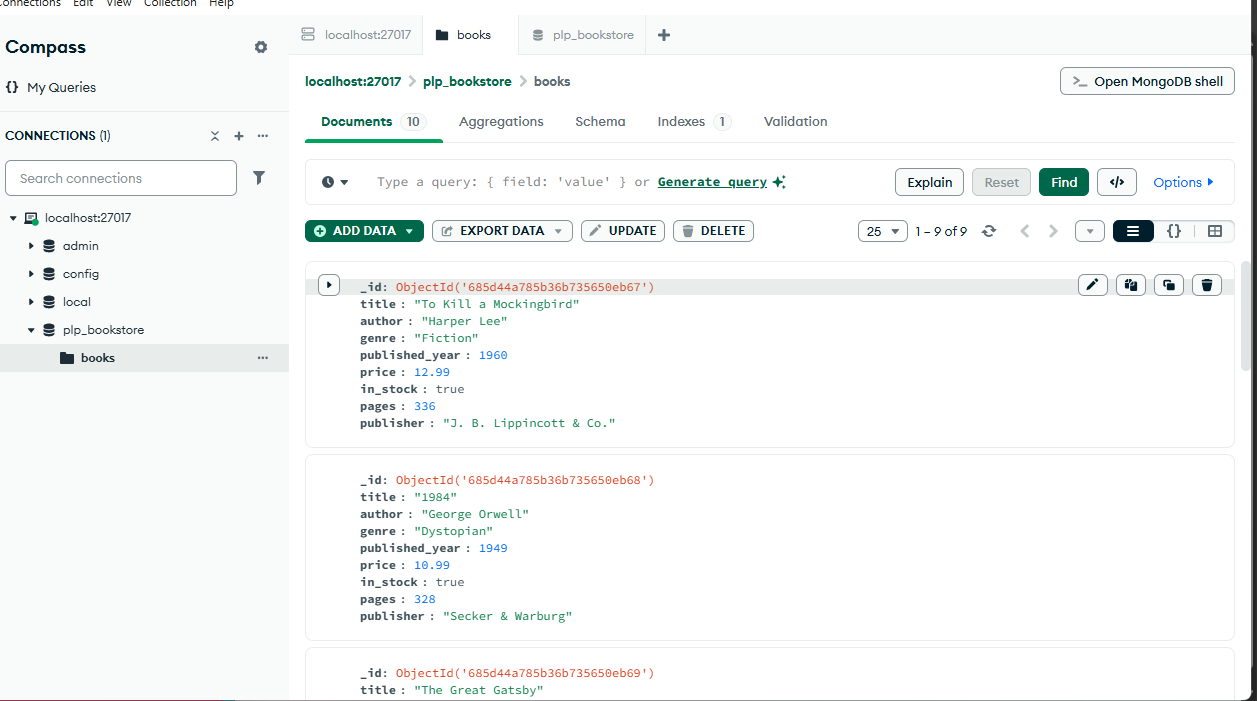 Connections Edit View Collection Help
Compass
My Queries
CONNECTIONS (1)
Search connections
localhost:27017
admin
config
local
plp_bookstore
books
localhost:27017 books plp_bookstore
localhost:27017 > plp_bookstore > books
>_ Open MongoDB shell
Documents 10 Aggregations Schema Indexes 1 Validation
Type a query: { field: 'value' } or Generate query
Explain Reset Find </> Options
ADD DATA EXPORT DATA UPDATE DELETE
25 1 – 9 of 9 {}
_id: ObjectId('685d44a785b36b735650eb67')
title : "To Kill a Mockingbird"
author : "Harper Lee"
genre : "Fiction"
published_year : 1960
price : 12.99
in_stock : true
pages : 336
publisher : "J. B. Lippincott & Co."
_id: ObjectId('685d44a785b36b735650eb68')
title : "1984"
author : "George Orwell"
genre : "Dystopian"
published_year : 1949
price : 10.99
in_stock : true
pages : 328
publisher : "Secker & Warburg"
_id: ObjectId('685d44a785b36b735650eb69')
title : "The Great Gatsby"